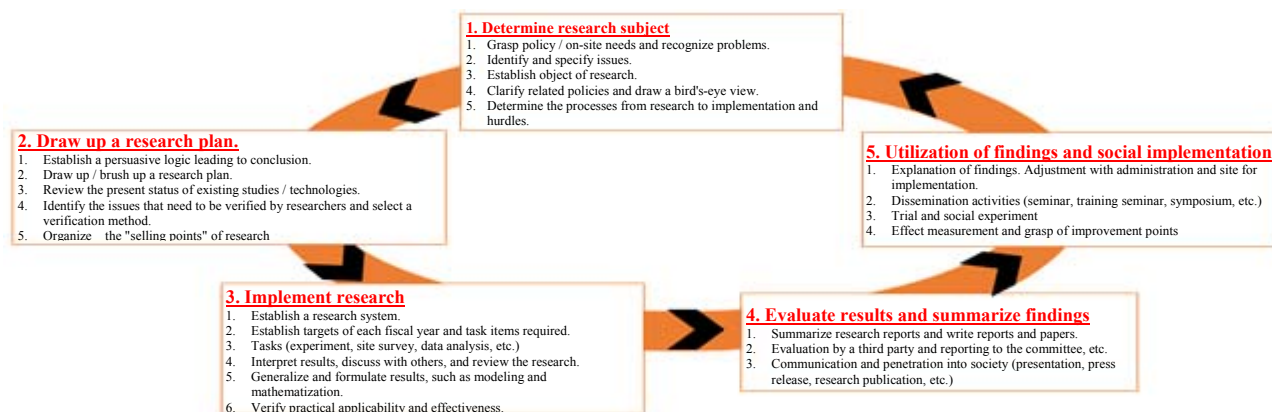 1. Determine research subject
1. Grasp policy / on-site needs and recognize problems.
2. Identify and specify issues.
3. Establish object of research.
4. Clarify related policies and draw a bird's-eye view.
5. Determine the processes from research to implementation and
hurdles.
2. Draw up a research plan.
1. Establish a persuasive logic leading to conclusion.
2. Draw up / brush up a research plan.
3. Review the present status of existing studies / technologies.
4. Identify the issues that need to be verified by researchers and select a
verification method.
5. Organize the "selling points" of research
3. Implement research
1. Establish a research system.
2. Establish targets of each fiscal year and task items required.
3. Tasks (experiment, site survey, data analysis, etc.)
4. Interpret results, discuss with others, and review the research.
5. Generalize and formulate results, such as modeling and
mathematization.
6. Verify practical applicability and effectiveness.
4. Evaluate results and summarize findings
1. Summarize research reports and write reports and papers.
2. Evaluation by a third party and reporting to the committee, etc.
3. Communication and penetration into society (presentation, press
release, research publication, etc.)
5. Utilization of findings and social implementation
1. Explanation of findings. Adjustment with administration and site for
implementation.
2. Dissemination activities (seminar, training seminar, symposium, etc.)
3. Trial and social experiment
4. Effect measurement and grasp of improvement points